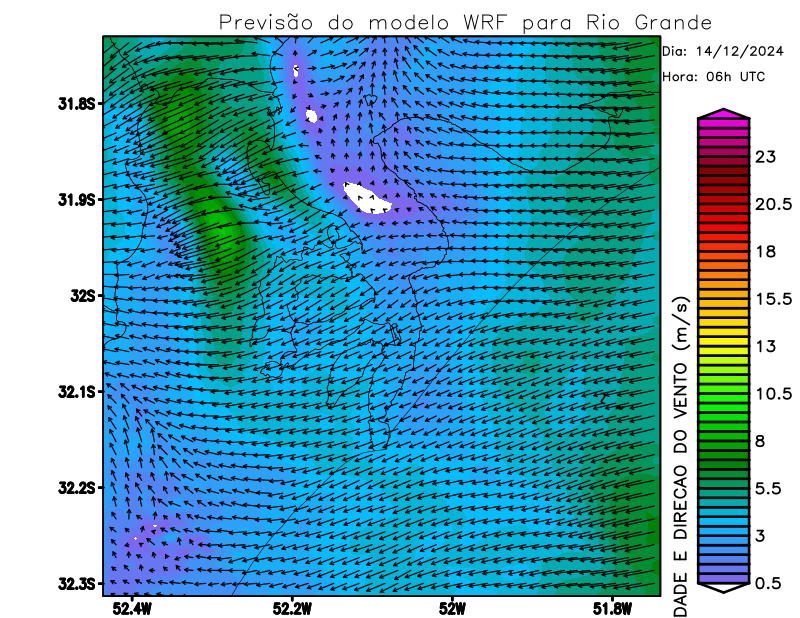 Previsão do modelo WRF para Rio Grande
Dia: 14/12/2024
Hora: 06h UTC
31.8S
31.9S
32S
32.1S
32.2S
32.3S
52.4W
52.2W
52W
51.8W
23
20.5
18
15.5
13
10.5
8
5.5
3
0.5
DADE E DIRECAO DO VENTO (m/s)